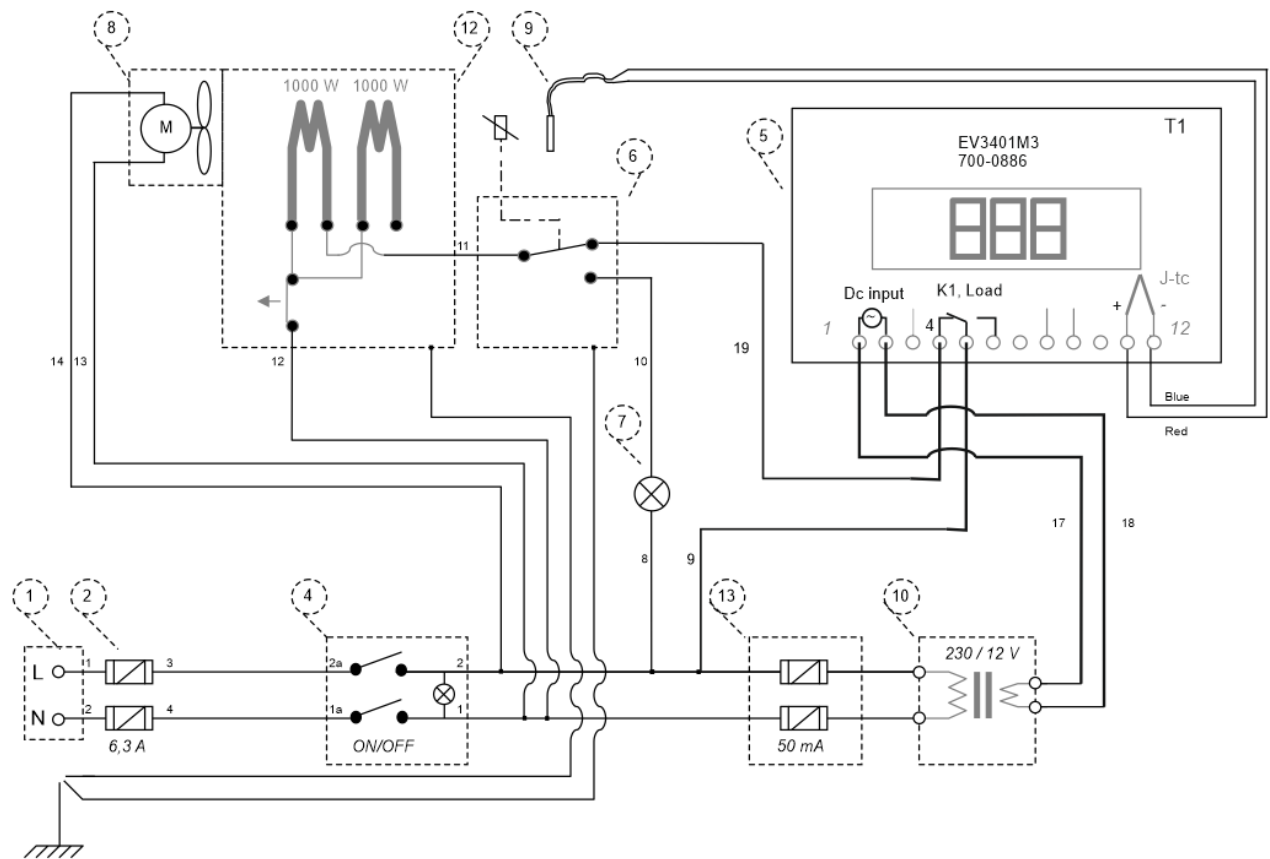 8
12
9
1000 W 1000 W
T1
M
5
EV3401M3
700-0886
6
11
J-tc
Dc input
K1, Load
+
-
1
4
12
~
14
13
12
10
19
Blue
7
Red
17
18
8
9
1
2
4
13
10
L
1
3
2a
2
230 / 12 V
N
2
4
1a
1
6,3 A
ON/OFF
50 mA